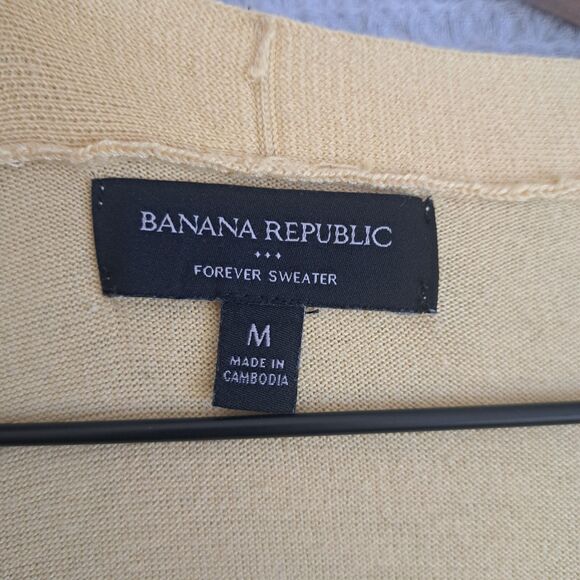 BANANA REPUBLIC
FOREVER SWEATER
M
MADE IN
CAMBODIA